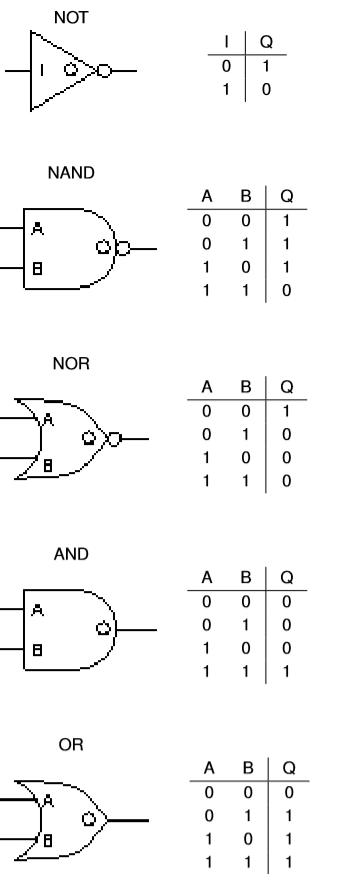 NOT
I Q
I Q
0 1
1 0
NAND
A B Q
A
0 0 1
Q
0 1 1
B
1 0 1
1 1 0
NOR
A B Q
A
0 0 1
Q
0 1 0
B
1 0 0
1 1 0
AND
A B Q
A
0 0 0
Q
0 1 0
B
1 0 0
1 1 1
OR
A B Q
A
0 0 0
Q
0 1 1
B
1 0 1
1 1 1